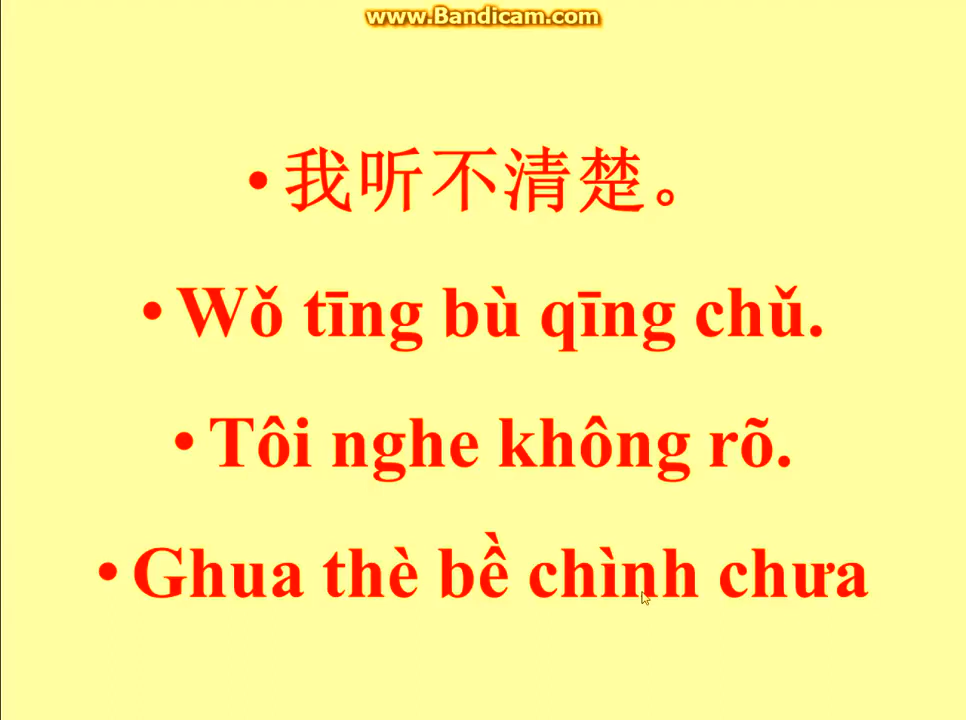 www.Bandicam.com
• 我听不清楚。
• Wǒ tīng bù qīng chǔ.
• Tôi nghe không rõ.
• Ghua thè bề chình chưa